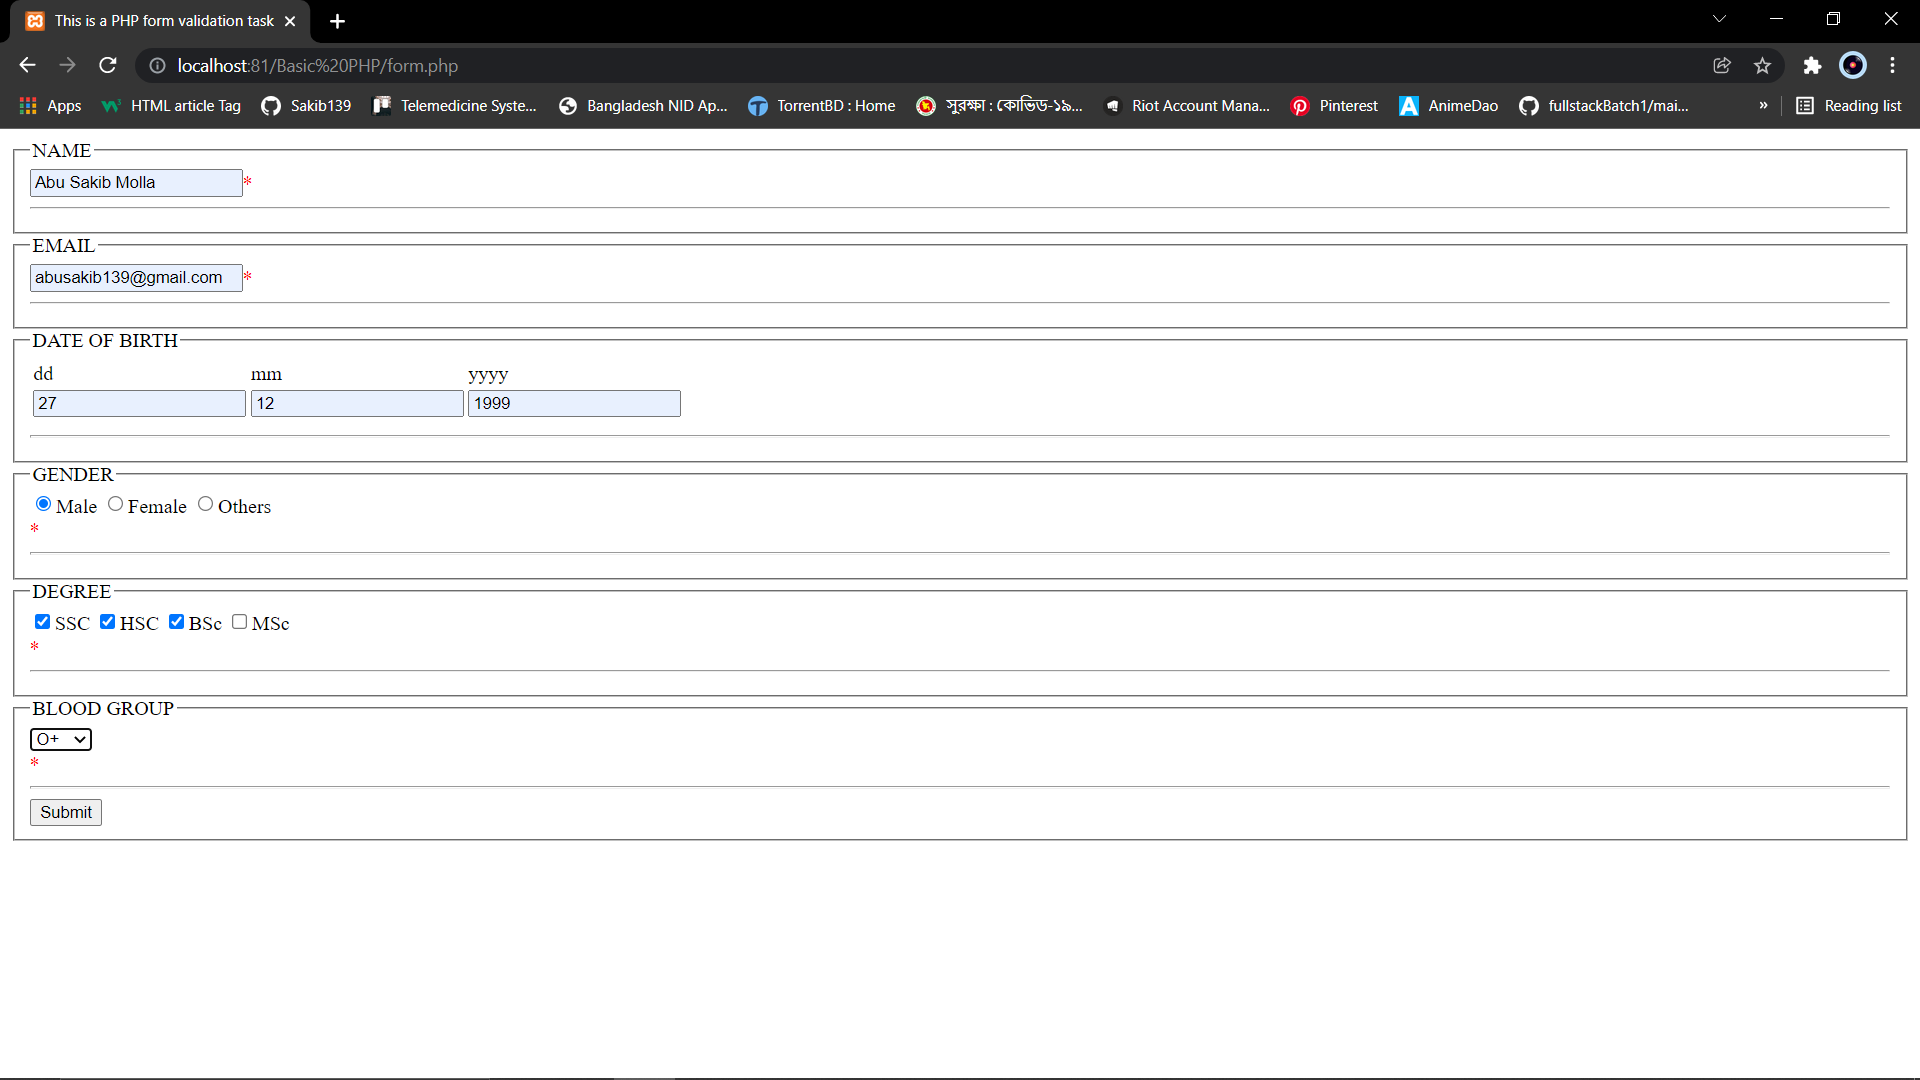 This is a PHP form validation task
localhost:81/Basic%20PHP/form.php
Apps HTML article Tag Sakib139 Telemedicine Syste... Bangladesh NID Ap... TorrentBD : Home সুরক্ষা : কোভিড-১৯... Riot Account Mana... Pinterest AnimeDao fullstackBatch1/mai... » Reading list
NAME
Abu Sakib Molla *
EMAIL
abusakib139@gmail.com *
DATE OF BIRTH
dd mm yyyy
27 12 1999
GENDER
Male Female Others
*
DEGREE
SSC HSC BSc MSc
*
BLOOD GROUP
O+
*
Submit